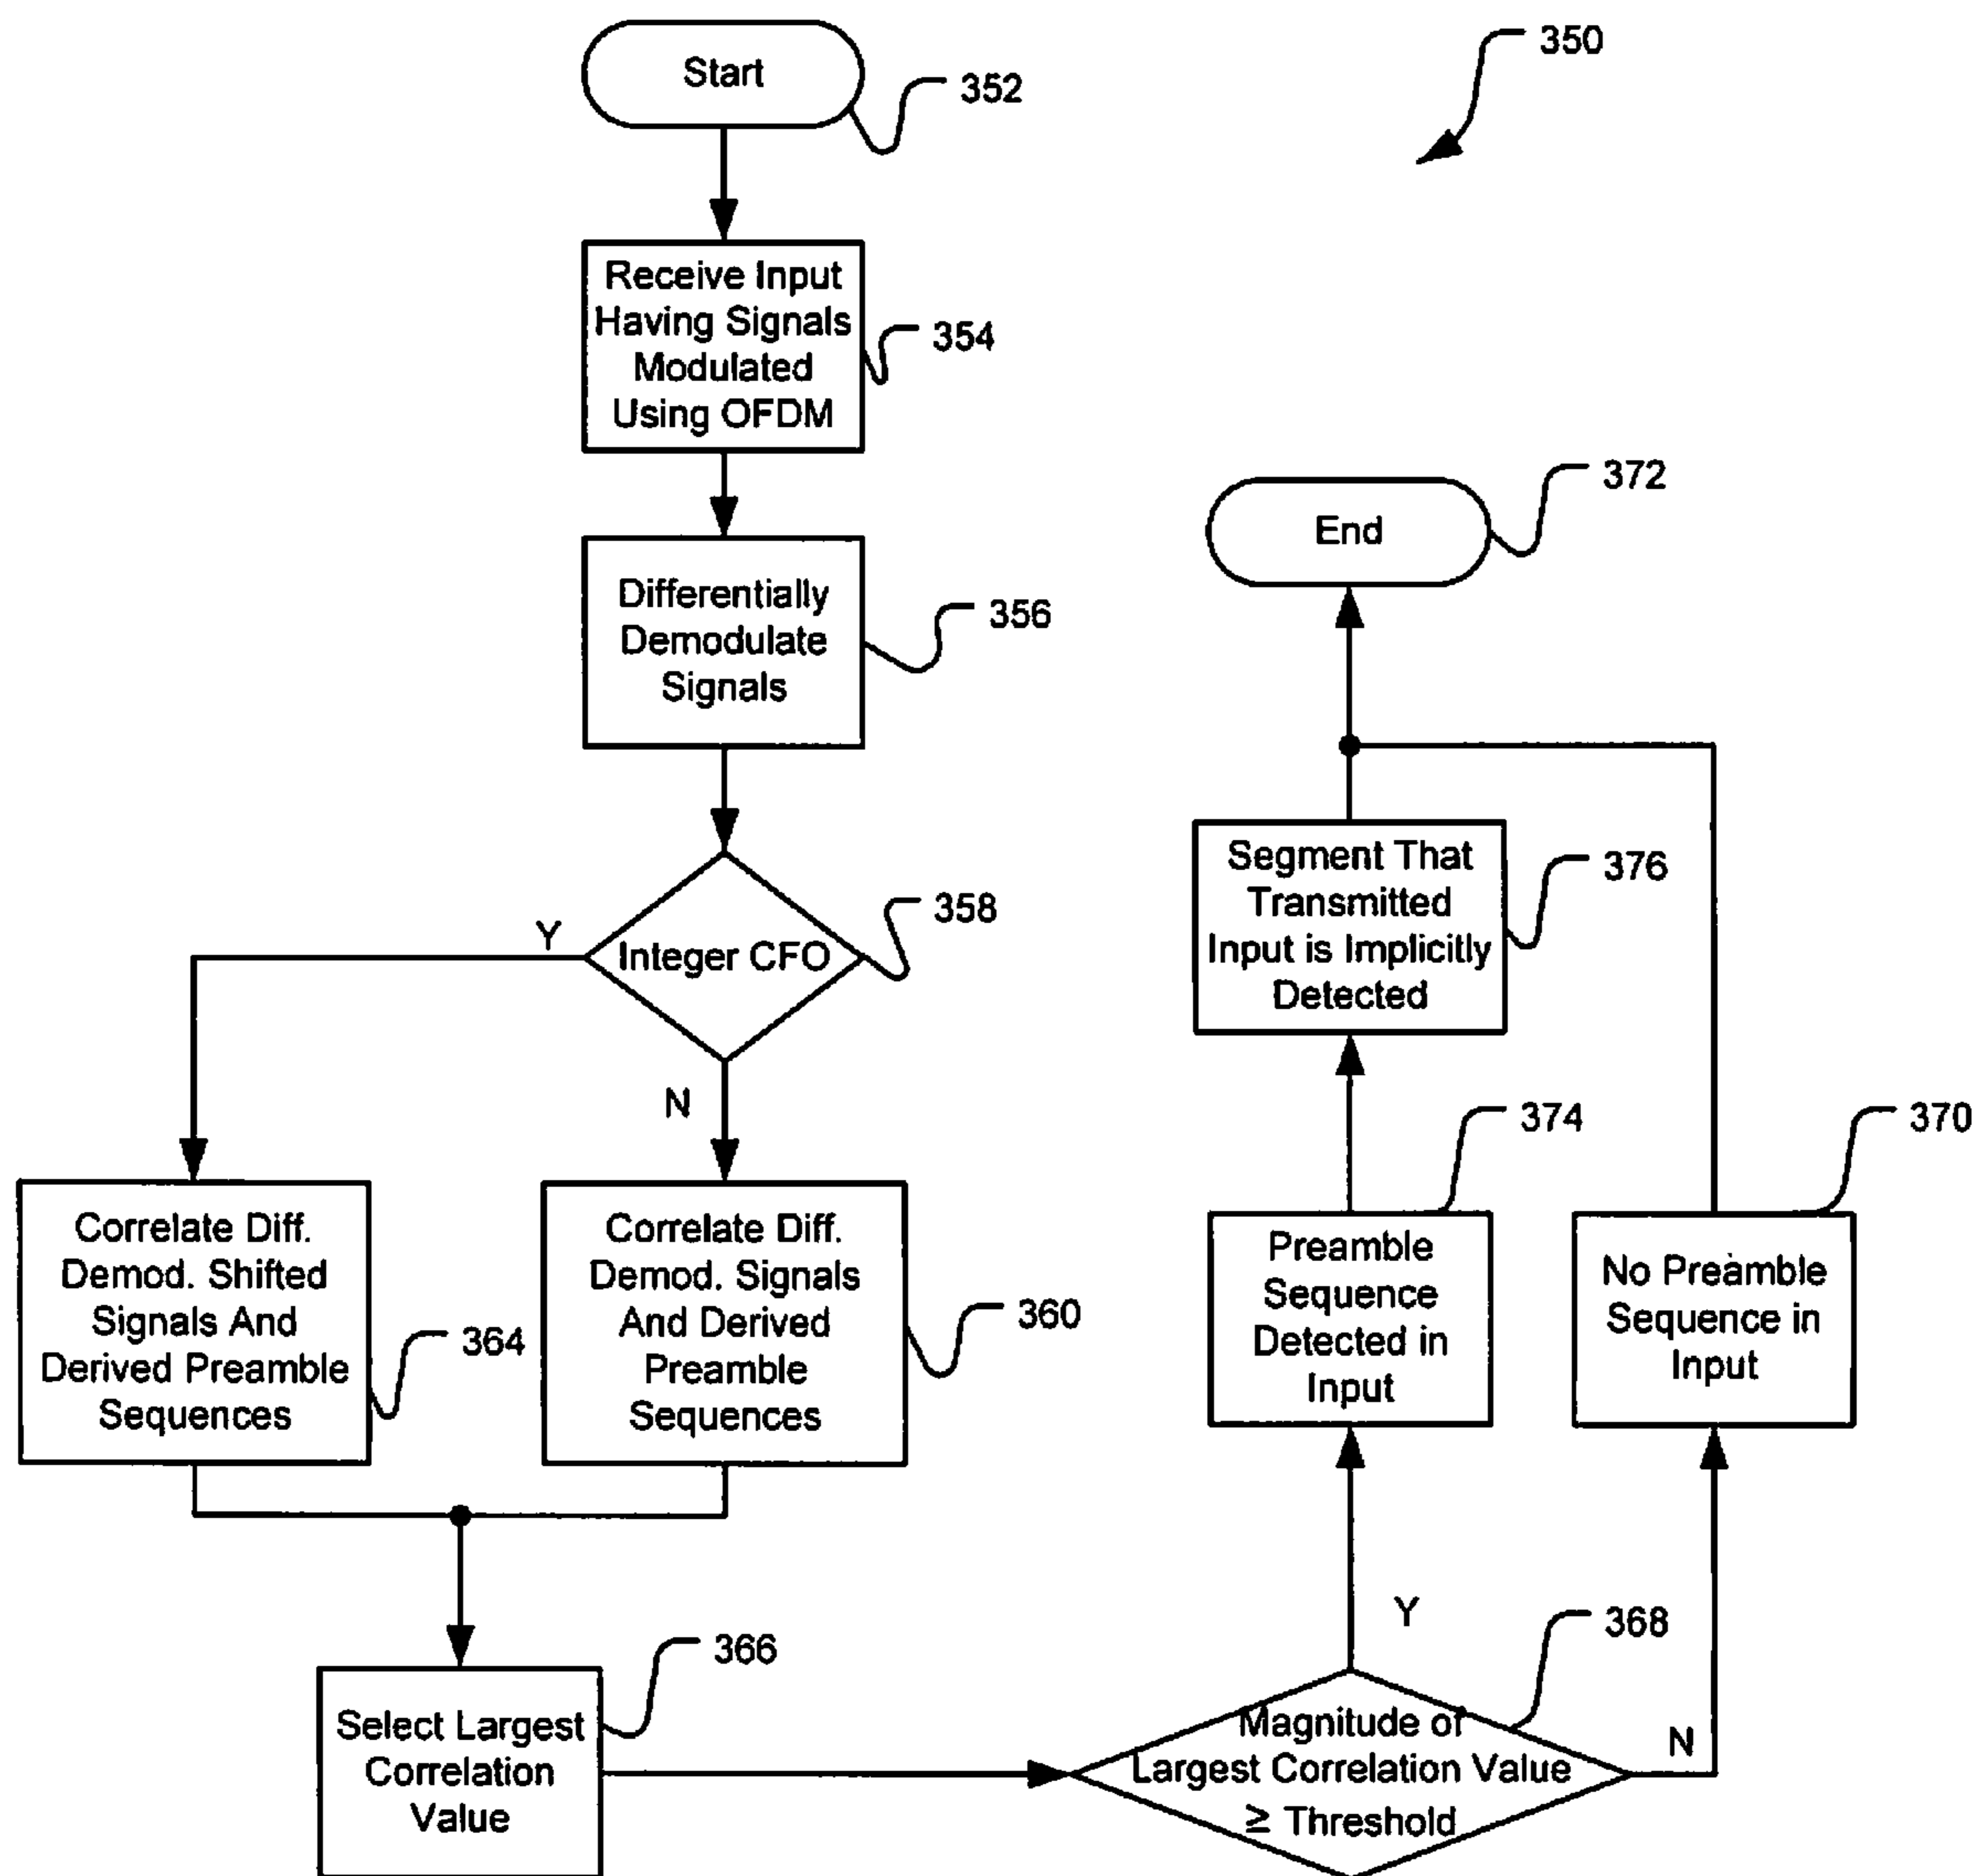 350
Start
352
Receive Input
Having Signals
Modulated
Using OFDM
354
Differentially
Demodulate
Signals
356
Integer CFO
358
Y
N
Correlate Diff.
Demod. Shifted
Signals And
Derived Preamble
Sequences
364
Correlate Diff.
Demod. Signals
And Derived
Preamble
Sequences
360
Select Largest
Correlation
Value
366
Magnitude of
Largest Correlation Value
≥ Threshold
368
Y
N
Preamble
Sequence
Detected in
Input
374
No Preamble
Sequence in
Input
370
Segment That
Transmitted
Input is Implicitly
Detected
376
End
372